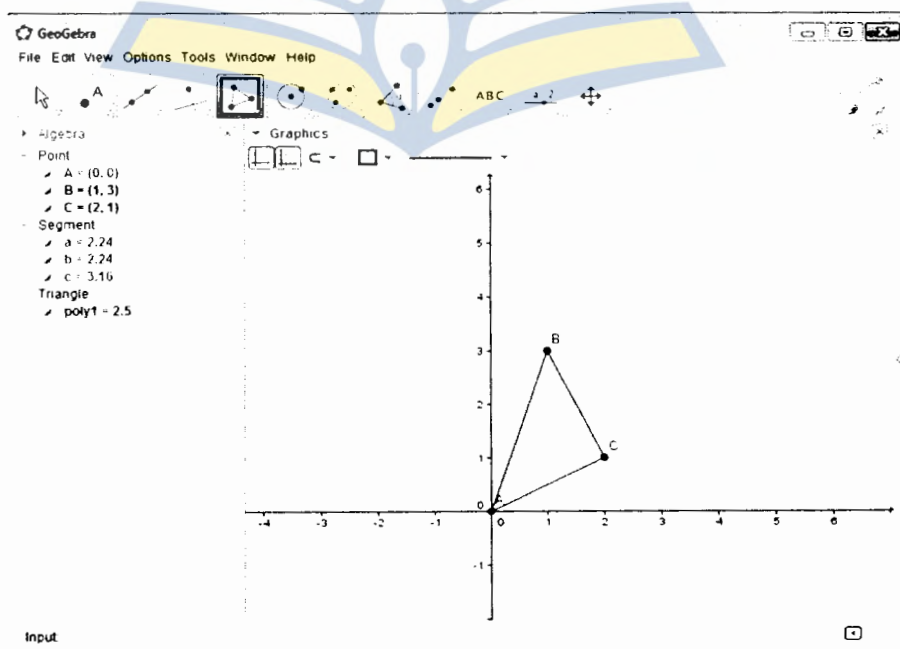 GeoGebra
File Edit View Options Tools Window Help
A
ABC
a = 2
Algebra
Graphics
Point
A = (0, 0)
B = (1, 3)
C = (2, 1)
Segment
a = 2.24
b = 2.24
c = 3.16
Triangle
poly1 = 2.5
6
5
4
3
2
1
0
-1
-4 -3 -2 -1 0 1 2 3 4 5 6
B
C
A
Input